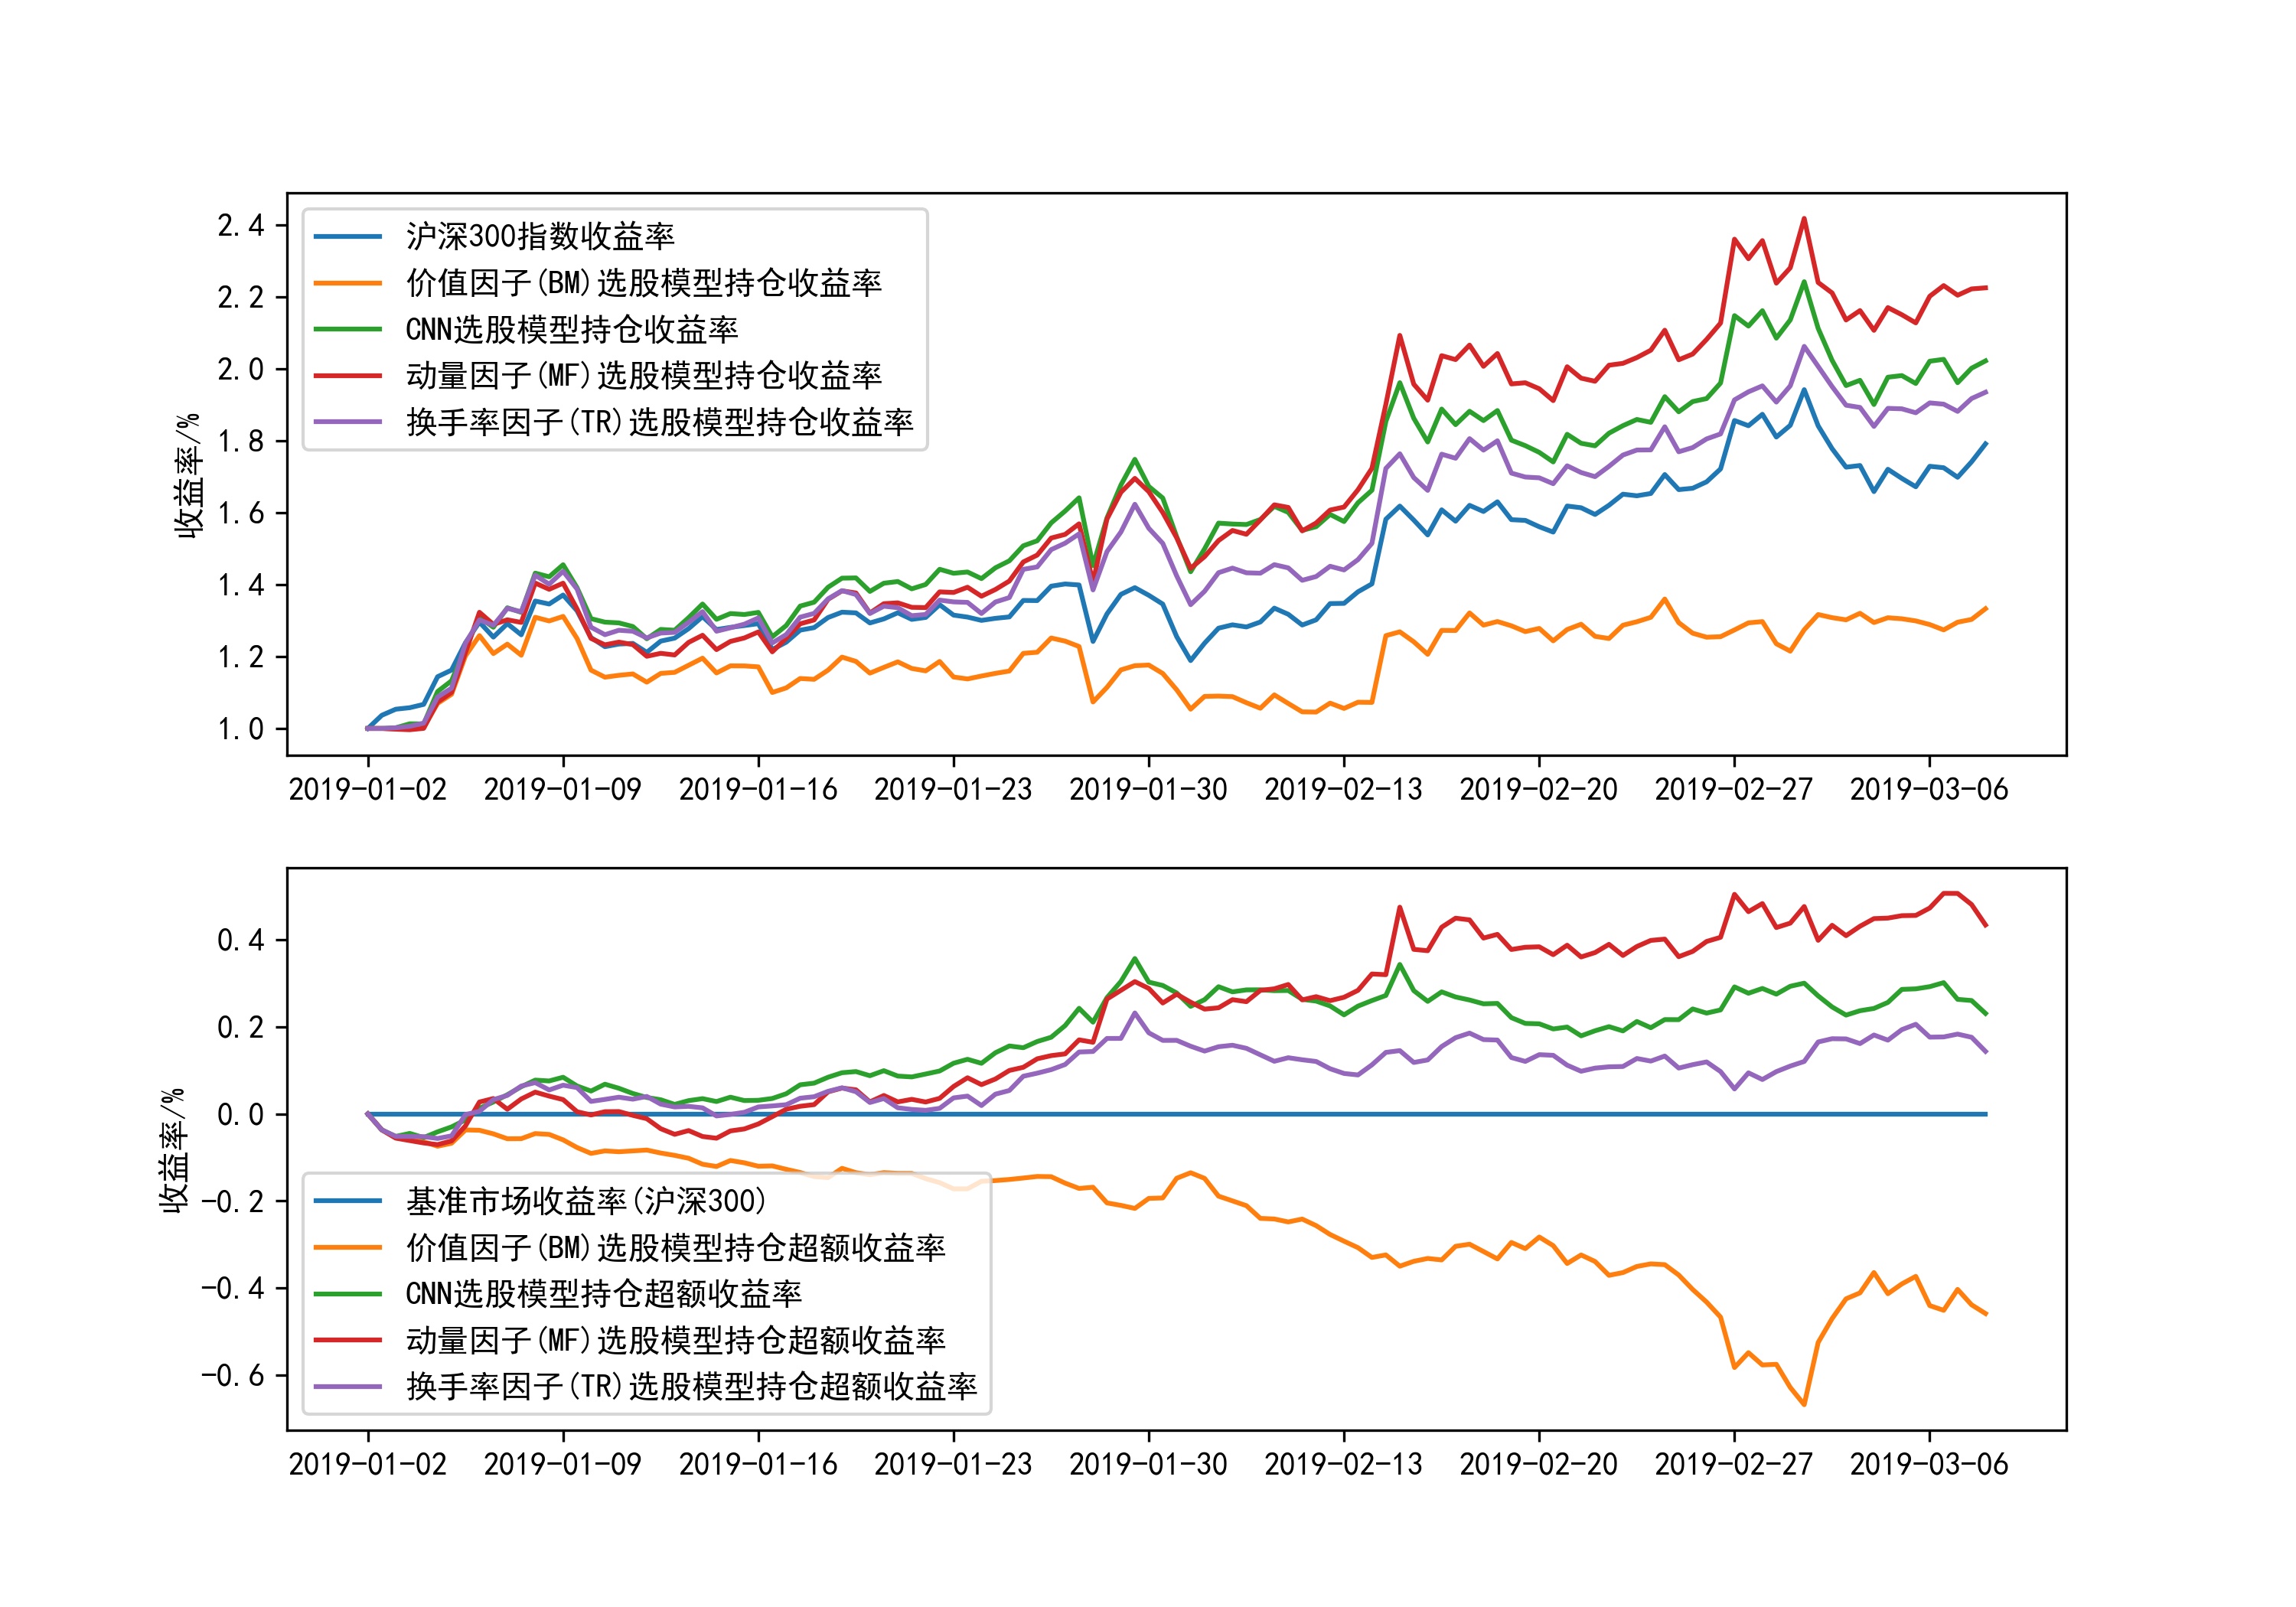 沪深300指数收益率
价值因子(BM)选股模型持仓收益率
CNN选股模型持仓收益率
动量因子(MF)选股模型持仓收益率
换手率因子(TR)选股模型持仓收益率
收益率/%
2.4
2.2
2.0
1.8
1.6
1.4
1.2
1.0
2019-01-02 2019-01-09 2019-01-16 2019-01-23 2019-01-30 2019-02-13 2019-02-20 2019-02-27 2019-03-06
收益率/%
0.4
0.2
0.0
-0.2
-0.4
-0.6
基准市场收益率(沪深300)
价值因子(BM)选股模型持仓超额收益率
CNN选股模型持仓超额收益率
动量因子(MF)选股模型持仓超额收益率
换手率因子(TR)选股模型持仓超额收益率
2019-01-02 2019-01-09 2019-01-16 2019-01-23 2019-01-30 2019-02-13 2019-02-20 2019-02-27 2019-03-06